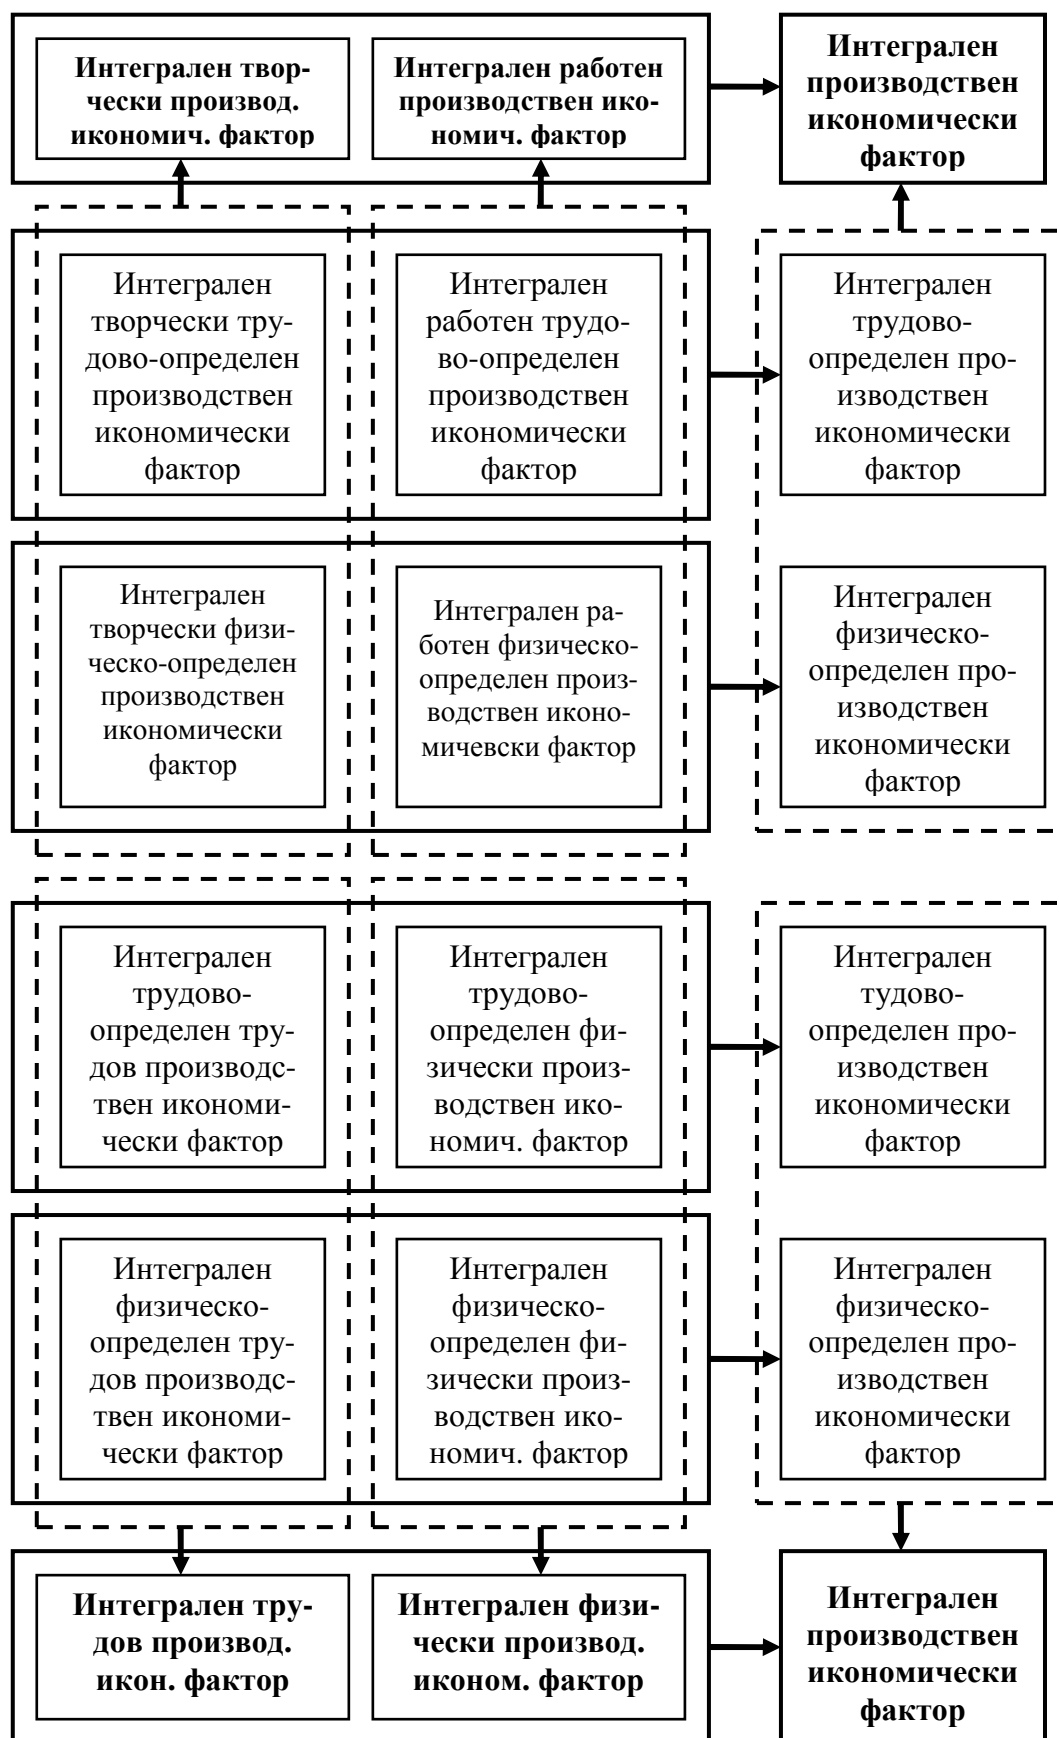 Интегрален твор-
чески производ.
икономич. фактор
Интегрален работен
производствен ико-
номич. фактор
Интегрален
производствен
икономически
фактор
Интегрален
творчески тру-
дово-определен
производствен
икономически
фактор
Интегрален
работен трудо-
во-определен
производствен
икономически
фактор
Интегрален
трудово-
определен про-
изводствен
икономически
фактор
Интегрален
творчески физи-
ческо-определен
производствен
икономически
фактор
Интегрален ра-
ботен физическо-
определен произ-
водствен иконо-
мичевски фактор
Интегрален
физическо-
определен про-
изводствен
икономически
фактор
Интегрален
трудово-
определен тру-
дов производс-
твен икономи-
чески фактор
Интегрален
трудово-
определен фи-
зически произ-
водствен ико-
номич. фактор
Интегрален
тудово-
определен про-
изводствен
икономически
фактор
Интегрален
физическо-
определен тру-
дов производс-
твен икономи-
чески фактор
Интегрален
физическо-
определен фи-
зически произ-
водствен ико-
номич. фактор
Интегрален
физическо-
определен про-
изводствен
икономически
фактор
Интегрален тру-
дов производ.
икон. фактор
Интегрален физи-
чески производ.
иконом. фактор
Интегрален
производствен
икономически
фактор